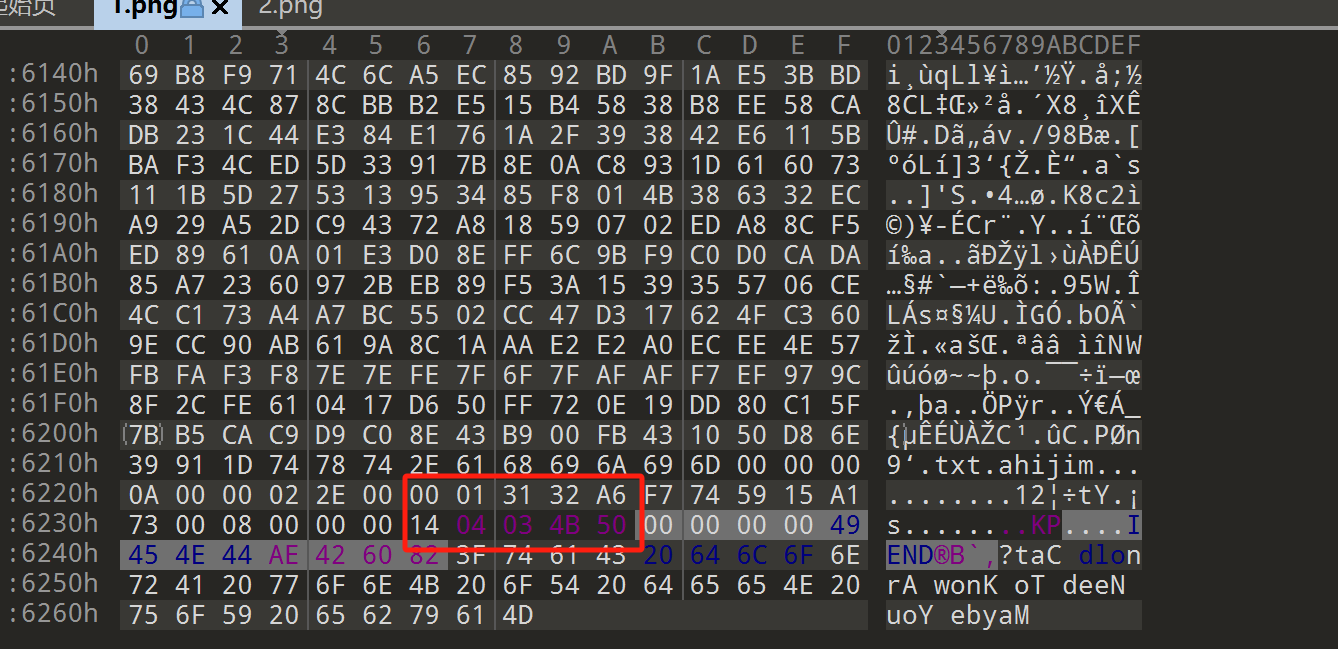 起始页 1.png 2.png
0 1 2 3 4 5 6 7 8 9 A B C D E F 0123456789ABCDEF
:6140h 69 B8 F9 71 4C 6C A5 EC 85 92 BD 9F 1A E5 3B BD i¸ùqLl¥ì…’½Ÿ.å;½
:6150h 38 43 4C 87 8C BB B2 E5 15 B4 58 38 B8 EE 58 CA 8CL‡Œ»²å.´X8¸îXÊ
:6160h DB 23 1C 44 E3 84 E1 76 1A 2F 39 38 42 E6 11 5B Û#.Dã„áv./98Bæ.[
:6170h BA F3 4C ED 5D 33 91 7B 8E 0A C8 93 1D 61 60 73 ºóLí]3‘{Ž.È“.a`s
:6180h 11 1B 5D 27 53 13 95 34 85 F8 01 4B 38 63 32 EC ..]'S.•4…ø.K8c2ì
:6190h A9 29 A5 2D C9 43 72 A8 18 59 07 02 ED A8 8C F5 ©)¥-ÉCr¨.Y..í¨Œõ
:61A0h ED 89 61 0A 01 E3 D0 8E FF 6C 9B F9 C0 D0 CA DA í‰a..ãÐŽÿl›ùÀÐÊÚ
:61B0h 85 A7 23 60 97 2B EB 89 F5 3A 15 39 35 57 06 CE …§#`—+ë‰õ:.95W.Î
:61C0h 4C C1 73 A4 A7 BC 55 02 CC 47 D3 17 62 4F C3 60 LÁs¤§¼U.ÌGÓ.bOÃ`
:61D0h 9E CC 90 AB 61 9A 8C 1A AA E2 E2 A0 EC EE 4E 57 žÌ.«ašŒ.ªââ ìîNW
:61E0h FB FA F3 F8 7E 7E FE 7F 6F 7F AF AF F7 EF 97 9C ûúóø~~þ.o.¯¯÷ï—œ
:61F0h 8F 2C FE 61 04 17 D6 50 FF 72 0E 19 DD 80 C1 5F .,þa..ÖPÿr..Ý€Á_
:6200h 7B B5 CA C9 D9 C0 8E 43 B9 00 FB 43 10 50 D8 6E {µÊÉÙÀŽC¹.ûC.PØn
:6210h 39 91 1D 74 78 74 2E 61 68 69 6A 69 6D 00 00 00 9‘.txt.ahijim...
:6220h 0A 00 00 02 2E 00 00 01 31 32 A6 F7 74 59 15 A1 ........12¦÷tY.¡
:6230h 73 00 08 00 00 00 14 04 03 4B 50 00 00 00 00 49 s........KP....I
:6240h 45 4E 44 AE 42 60 82 3F 74 61 43 20 64 6C 6F 6E END®B`‚?taC dlon
:6250h 72 41 20 77 6F 6E 4B 20 6F 54 20 64 65 65 4E 20 rA wonK oT deeN
:6260h 75 6F 59 20 65 62 79 61 4D uoY ebyaM